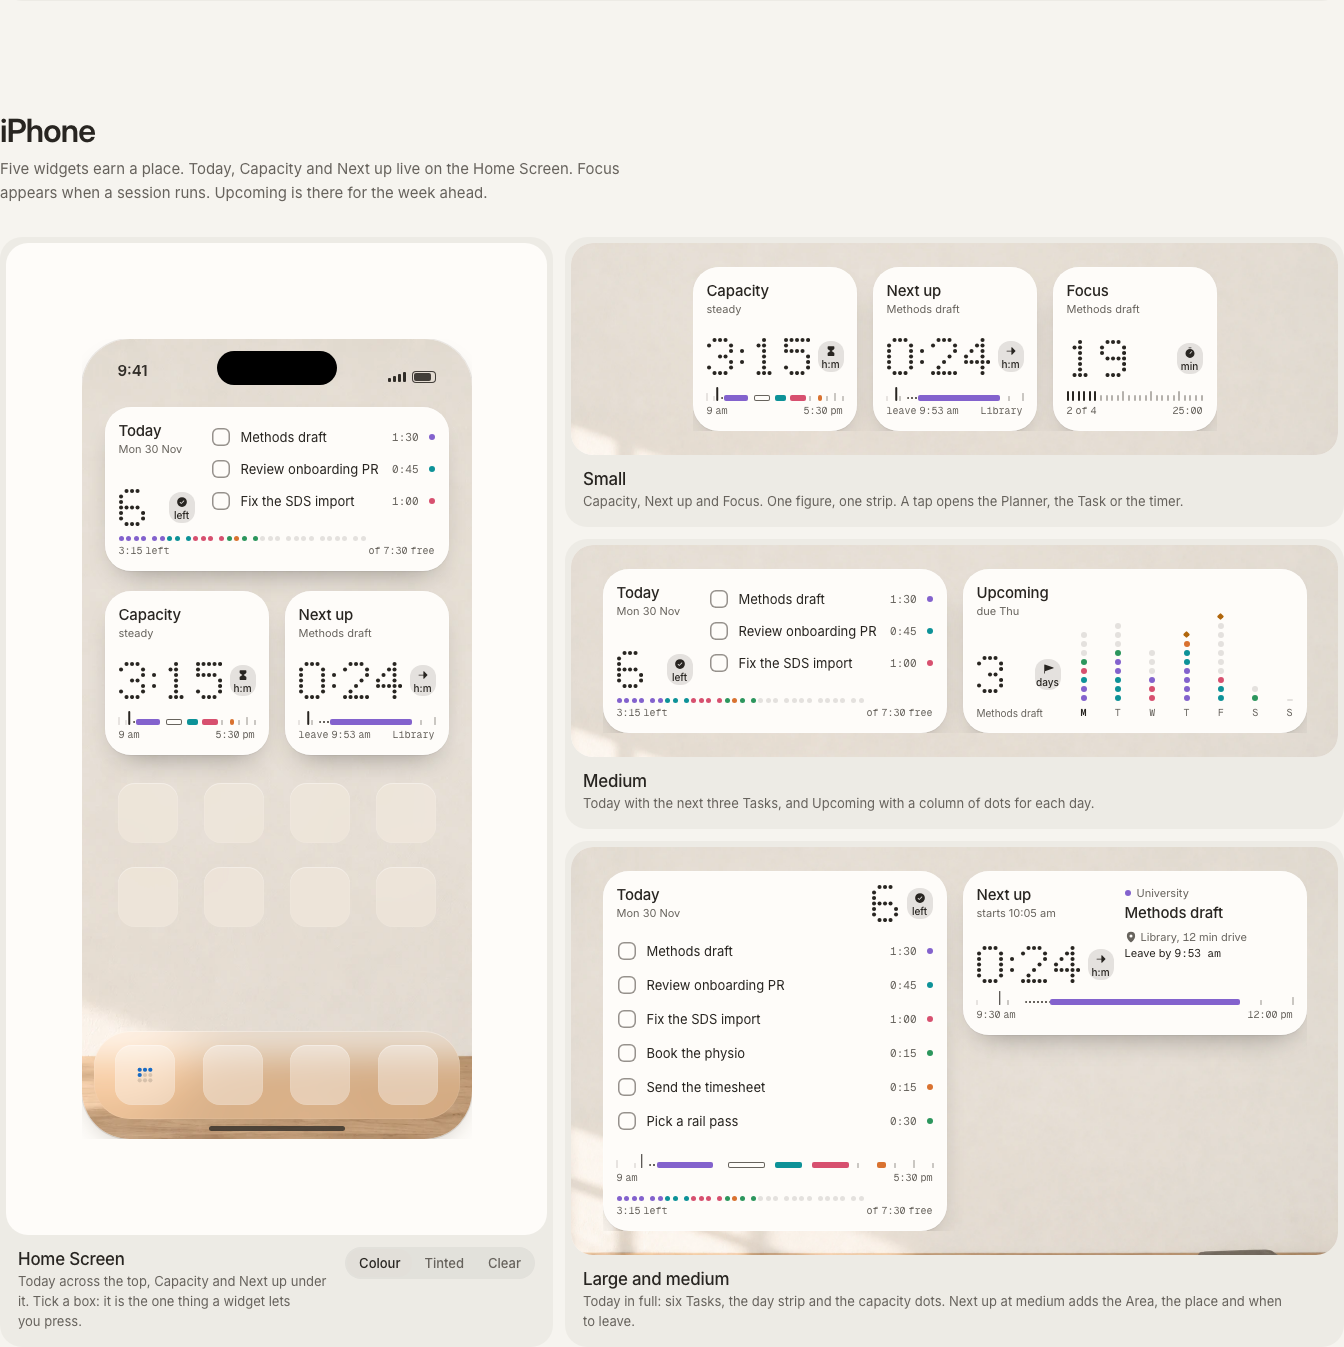 iPhone
Five widgets earn a place. Today, Capacity and Next up live on the Home Screen. Focus
appears when a session runs. Upcoming is there for the week ahead.
9:41
Today
Mon 30 Nov
6
left
Methods draft 1:30
Review onboarding PR 0:45
Fix the SDS import 1:00
3:15 left
of 7:30 free
Capacity
steady
3:15
h:m
9 am
5:30 pm
Next up
Methods draft
0:24
h:m
leave 9:53 am
Library
Home Screen
Today across the top, Capacity and Next up under
it. Tick a box: it is the one thing a widget lets
you press.
Colour
Tinted
Clear
Capacity
steady
3:15
h:m
9 am
5:30 pm
Next up
Methods draft
0:24
h:m
leave 9:53 am
Library
Focus
Methods draft
19
min
2 of 4
25:00
Small
Capacity, Next up and Focus. One figure, one strip. A tap opens the Planner, the Task or the timer.
Today
Mon 30 Nov
6
left
Methods draft 1:30
Review onboarding PR 0:45
Fix the SDS import 1:00
3:15 left
of 7:30 free
Upcoming
due Thu
3
days
Methods draft
M T W T F S S
Medium
Today with the next three Tasks, and Upcoming with a column of dots for each day.
Today
Mon 30 Nov
6
left
Methods draft 1:30
Review onboarding PR 0:45
Fix the SDS import 1:00
Book the physio 0:15
Send the timesheet 0:15
Pick a rail pass 0:30
9 am
5:30 pm
3:15 left
of 7:30 free
Next up
starts 10:05 am
0:24
h:m
University
Methods draft
Library, 12 min drive
Leave by 9:53 am
9:30 am
12:00 pm
Large and medium
Today in full: six Tasks, the day strip and the capacity dots. Next up at medium adds the Area, the place and when
to leave.